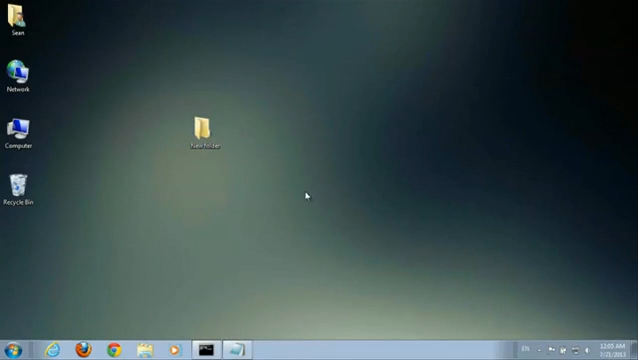 Sean
Network
New folder
Computer
Recycle Bin
EN
12:05 AM
7/21/2013